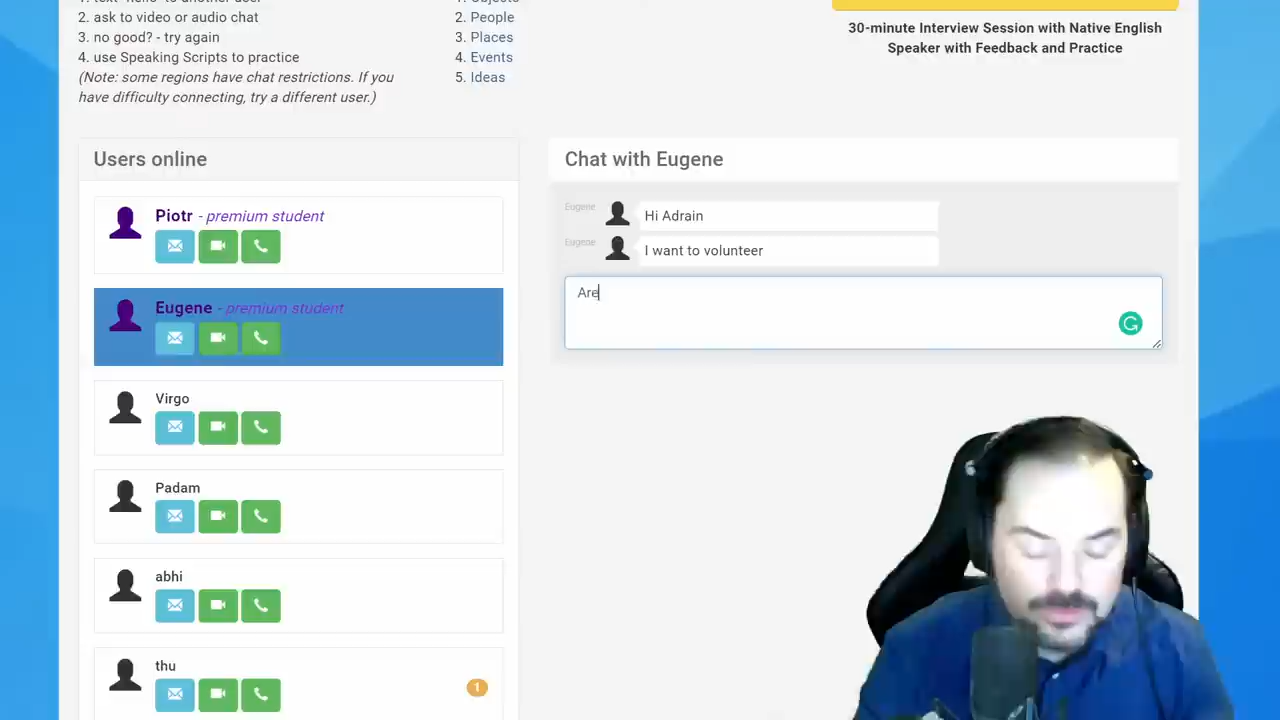 2. ask to video or audio chat
3. no good? - try again
4. use Speaking Scripts to practice
(Note: some regions have chat restrictions. If you
have difficulty connecting, try a different user.)
2. People
3. Places
4. Events
5. Ideas
30-minute Interview Session with Native English
Speaker with Feedback and Practice
Users online
Piotr - premium student
Eugene - premium student
Virgo
Padam
abhi
thu
1
Chat with Eugene
Eugene
Hi Adrain
Eugene
I want to volunteer
Are